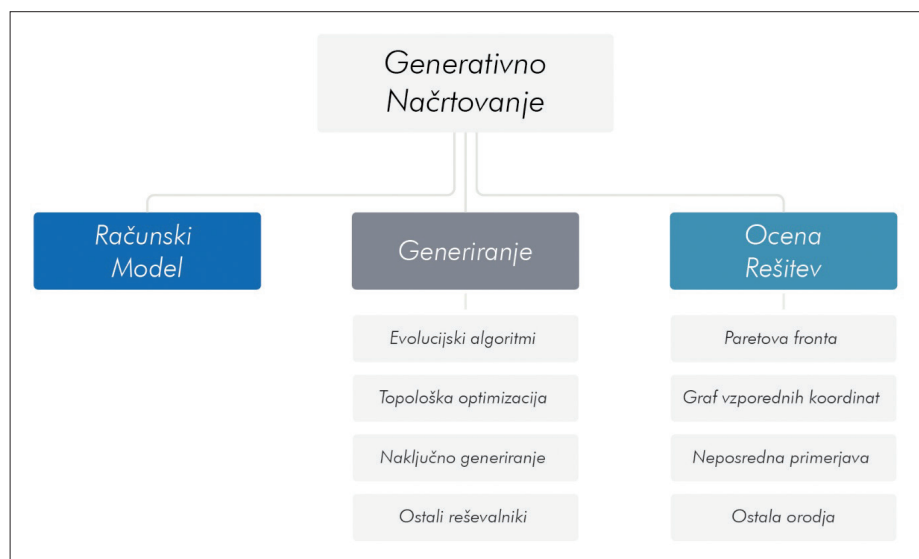 Generativno
Načrtovanje
Računski
Model
Generiranje
Ocena
Rešitev
Evolucijski algoritmi
Topološka optimizacija
Naključno generiranje
Ostali reševalniki
Paretova fronta
Graf vzporednih koordinat
Neposredna primerjava
Ostala orodja